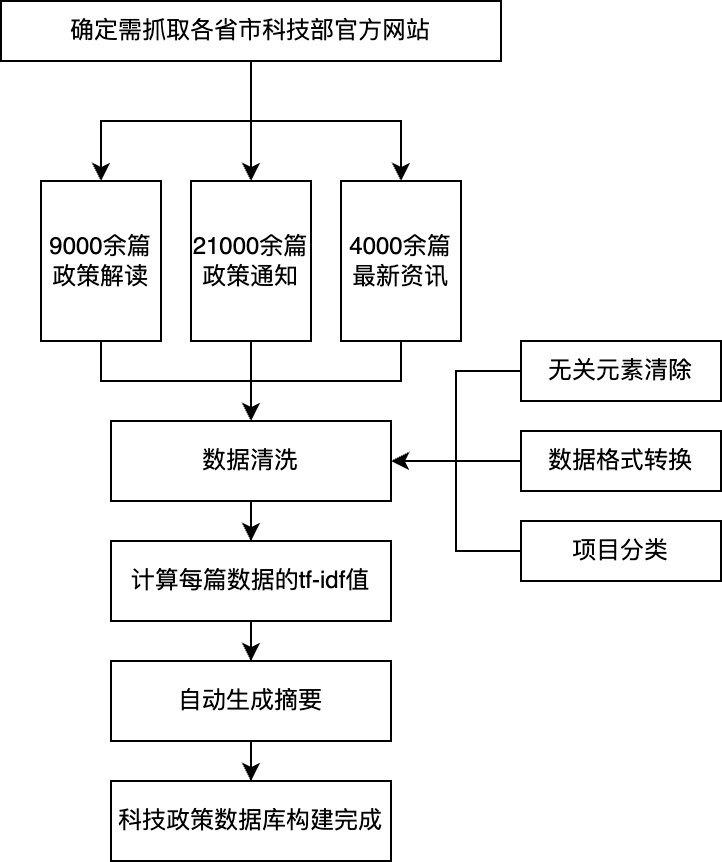 确定需抓取各省市科技部官方网站
9000余篇
政策解读
21000余篇
政策通知
4000余篇
最新资讯
无关元素清除
数据清洗
数据格式转换
项目分类
计算每篇数据的tf-idf值
自动生成摘要
科技政策数据库构建完成